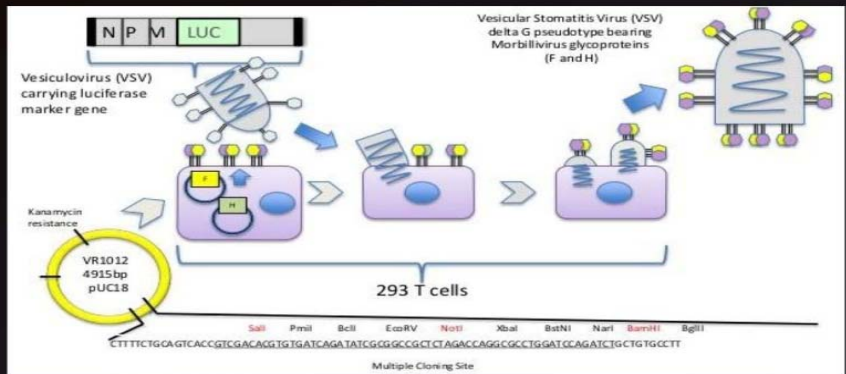 N P M LUC
Vesiculovirus (VSV)
carrying luciferase
marker gene
Vesicular Stomatitis Virus (VSV)
delta G pseudotype bearing
Morbillivirus glycoproteins
(F and H)
F
H
Kanamycin
resistance
VR1012
4915bp
pUC18
293 T cells
SalI PmiI BclI EcoRV NotI XbaI BstNI NarI BamHI BglII
CTTTTCTGCAGTCACCGTCGACACGTGTGATCAGATATCGCGGCCGCTCTAGACCAGGCGCCTGGATCCAGATCTGCTGTGCCTT
Multiple Cloning Site